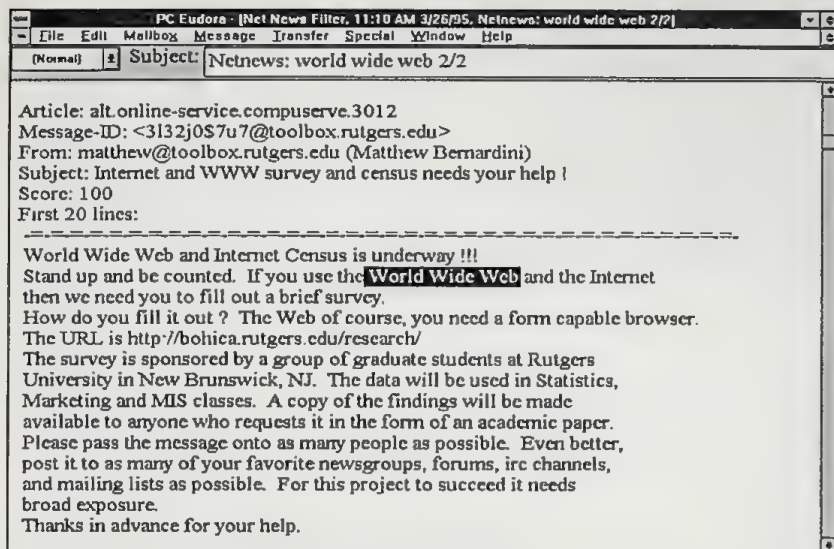 PC Eudora - [Net News Filter, 11:10 AM 3/26/95, Netnews: world wide web 2/2]
File Edit Mailbox Message Transfer Special Window Help
(Normal) Subject: Netnews: world wide web 2/2
Article: alt.online-service.compuserve.3012
Message-ID: <3l32j0$7u7@toolbox.rutgers.edu>
From: matthew@toolbox.rutgers.edu (Matthew Bernardini)
Subject: Internet and WWW survey and census needs your help !
Score: 100
First 20 lines:
-=-=-=-=-=-=-=-=-=-=-=-=-=-=-=-=-=-=-=-=-=-=-=-=-=-=-=-=-=-=-
World Wide Web and Internet Census is underway !!!
Stand up and be counted. If you use the World Wide Web and the Internet
then we need you to fill out a brief survey.
How do you fill it out ? The Web of course, you need a form capable browser.
The URL is http://bohica.rutgers.edu/research/
The survey is sponsored by a group of graduate students at Rutgers
University in New Brunswick, NJ. The data will be used in Statistics,
Marketing and MIS classes. A copy of the findings will be made
available to anyone who requests it in the form of an academic paper.
Please pass the message onto as many people as possible. Even better,
post it to as many of your favorite newsgroups, forums, irc channels,
and mailing lists as possible. For this project to succeed it needs
broad exposure.
Thanks in advance for your help.